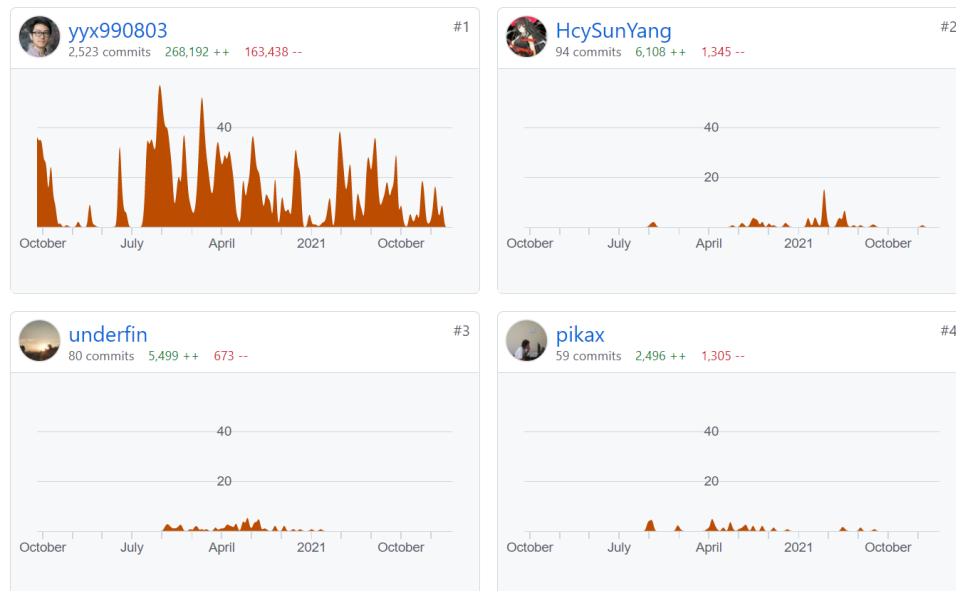 yyx990803 #1
2,523 commits 268,192 ++ 163,438 --
40
October July April 2021 October
HcySunYang #2
94 commits 6,108 ++ 1,345 --
40
20
October July April 2021 October
underfin #3
80 commits 5,499 ++ 673 --
40
20
October July April 2021 October
pikax #4
59 commits 2,496 ++ 1,305 --
40
20
October July April 2021 October